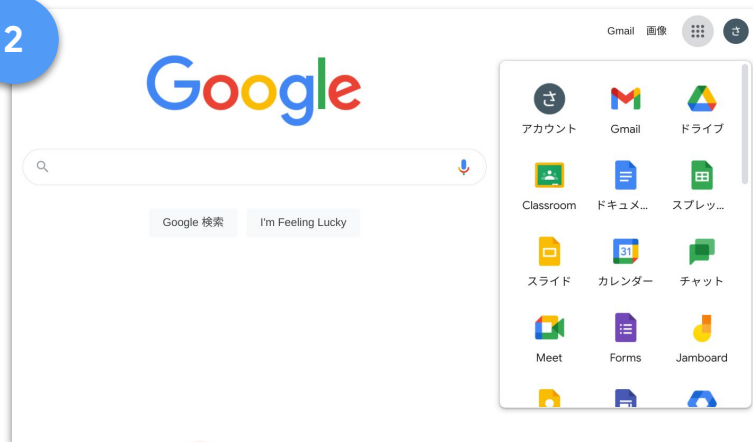 2
Gmail 画像 さ
Google
Google 検索 I'm Feeling Lucky
さ
アカウント Gmail ドライブ
Classroom ドキュメ... スプレッ...
31
スライド カレンダー チャット
Meet Forms Jamboard